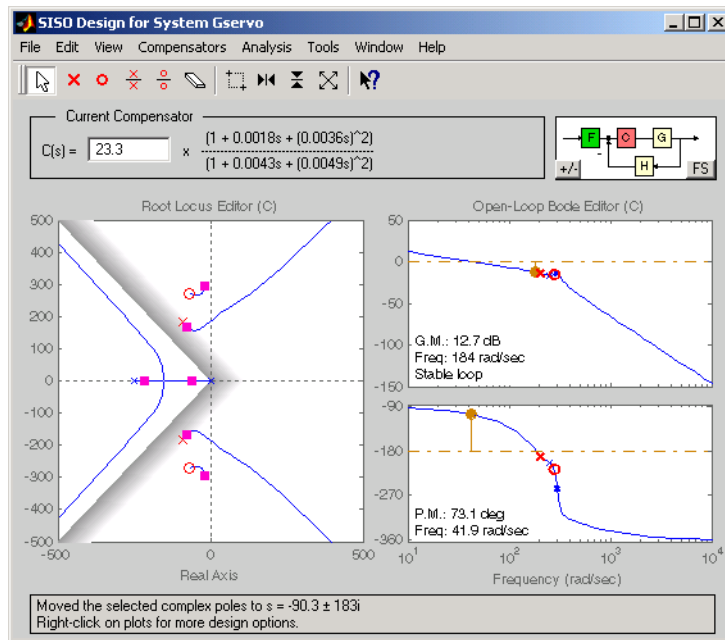 SISO Design for System Gservo
File Edit View Compensators Analysis Tools Window Help
Current Compensator
C(s) = 23.3 x (1 + 0.0018s + (0.0036s)^2)
(1 + 0.0043s + (0.0049s)^2)
F C G
H
+/- FS
Root Locus Editor (C)
500
400
300
200
100
0
-100
-200
-300
-400
-500
-500 0 500
Real Axis
Open-Loop Bode Editor (C)
50
0
-50
-100
-150
G.M.: 12.7 dB
Freq: 184 rad/sec
Stable loop
-90
-180
-270
-360
P.M.: 73.1 deg
Freq: 41.9 rad/sec
10^1 10^2 10^3 10^4
Frequency (rad/sec)
Moved the selected complex poles to s = -90.3 ± 183i
Right-click on plots for more design options.